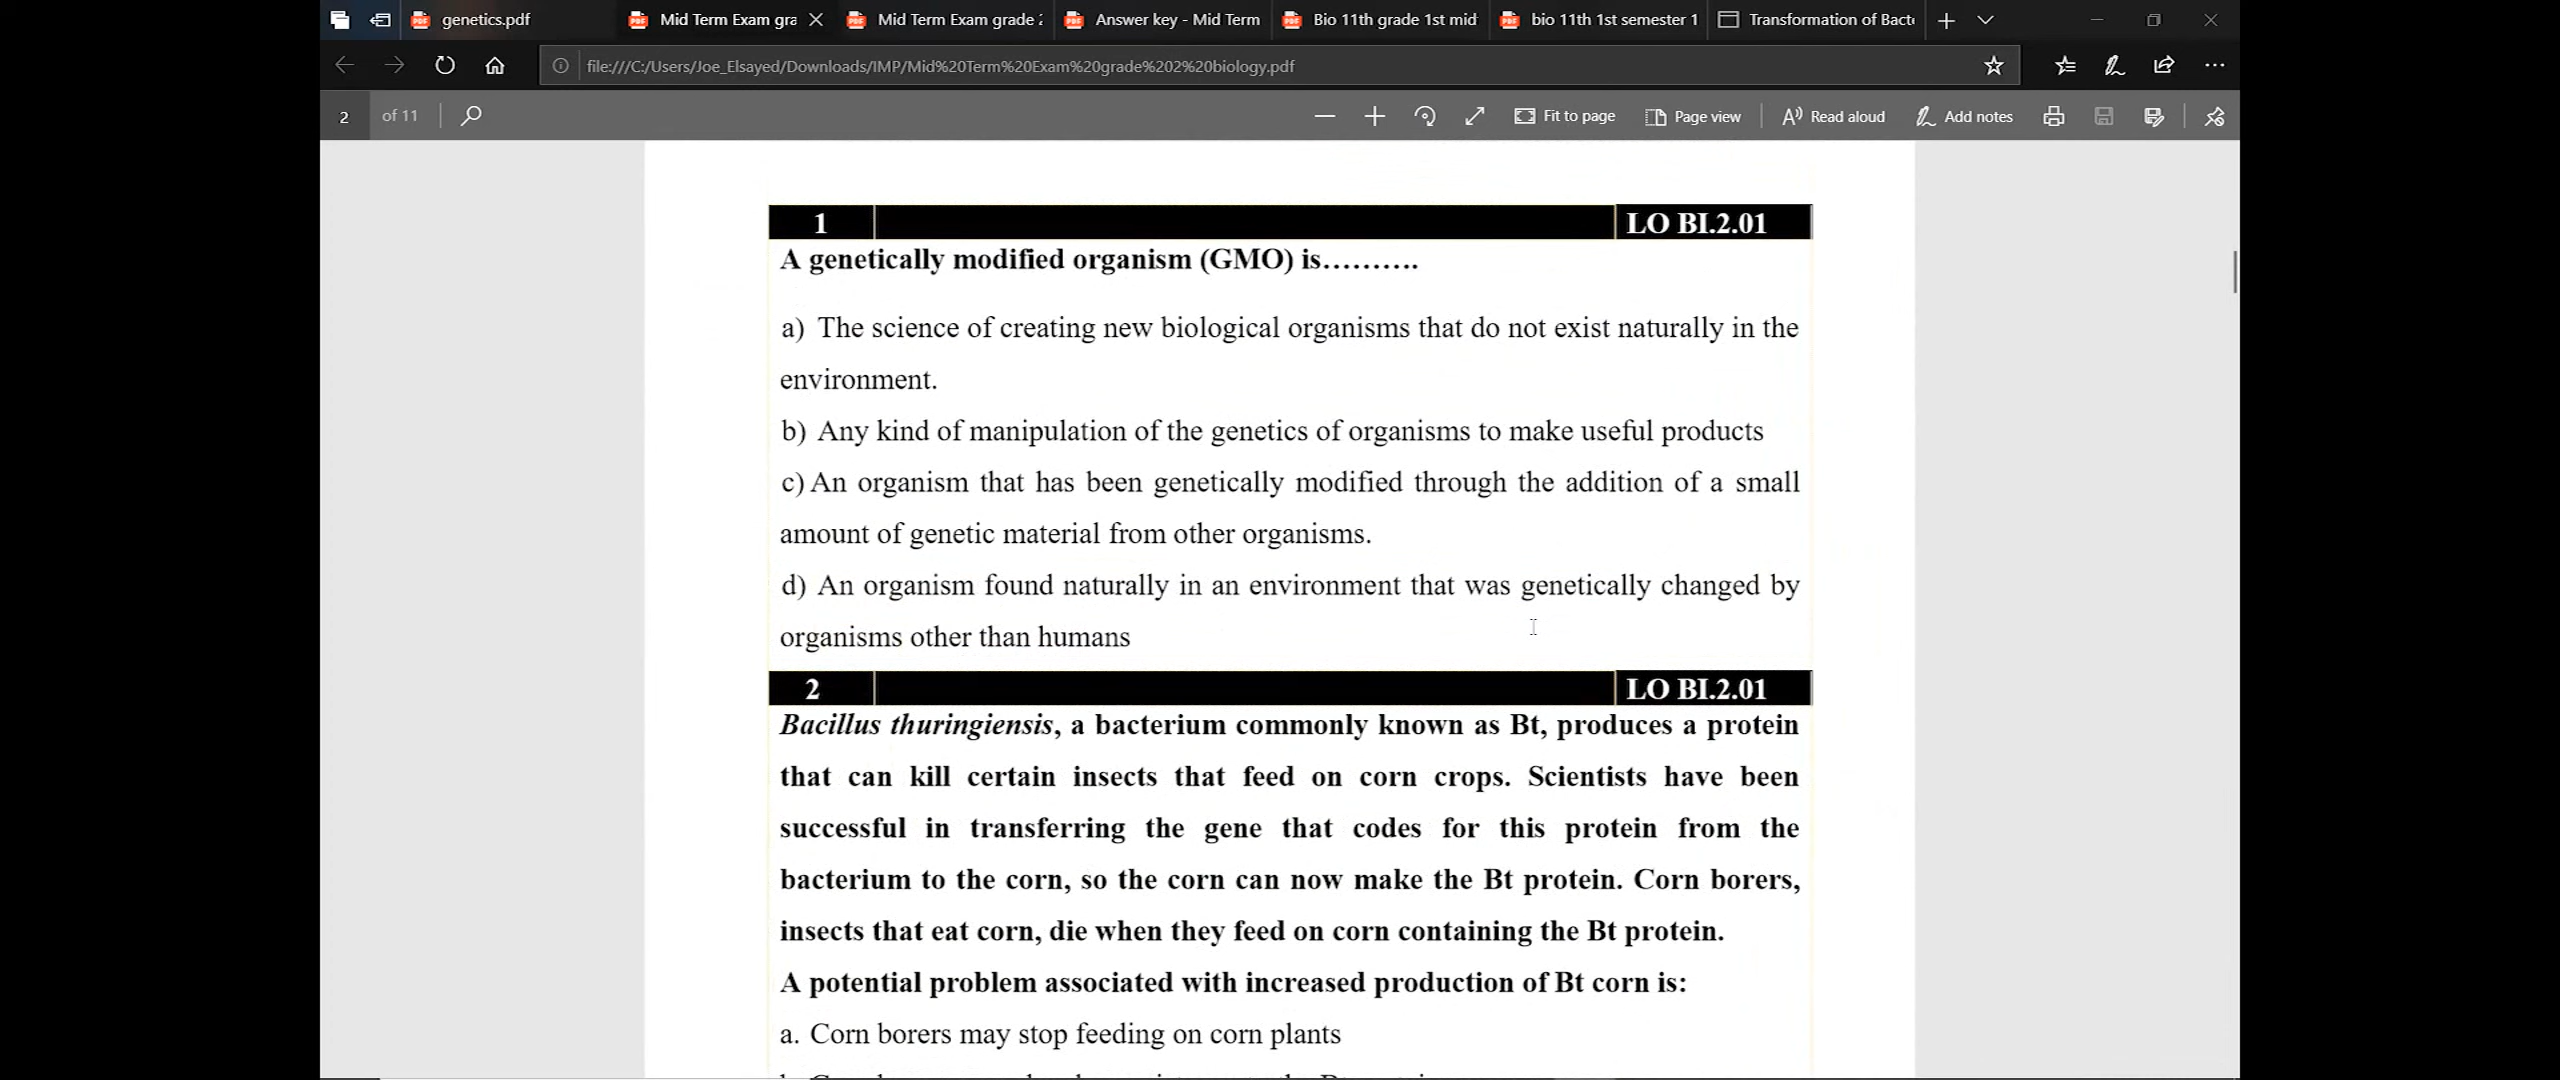 genetics.pdf
Mid Term Exam gra
Mid Term Exam grade 2
Answer key - Mid Term
Bio 11th grade 1st mid
bio 11th 1st semester 1
Transformation of Bact
file:///C:/Users/Joe_Elsayed/Downloads/IMP/Mid%20Term%20Exam%20grade%202%20biology.pdf
2 of 11
Fit to page
Page view
Read aloud
Add notes
1 LO BI.2.01
A genetically modified organism (GMO) is……….
a) The science of creating new biological organisms that do not exist naturally in the
environment.
b) Any kind of manipulation of the genetics of organisms to make useful products
c) An organism that has been genetically modified through the addition of a small
amount of genetic material from other organisms.
d) An organism found naturally in an environment that was genetically changed by
organisms other than humans
2 LO BI.2.01
Bacillus thuringiensis, a bacterium commonly known as Bt, produces a protein
that can kill certain insects that feed on corn crops. Scientists have been
successful in transferring the gene that codes for this protein from the
bacterium to the corn, so the corn can now make the Bt protein. Corn borers,
insects that eat corn, die when they feed on corn containing the Bt protein.
A potential problem associated with increased production of Bt corn is:
a. Corn borers may stop feeding on corn plants